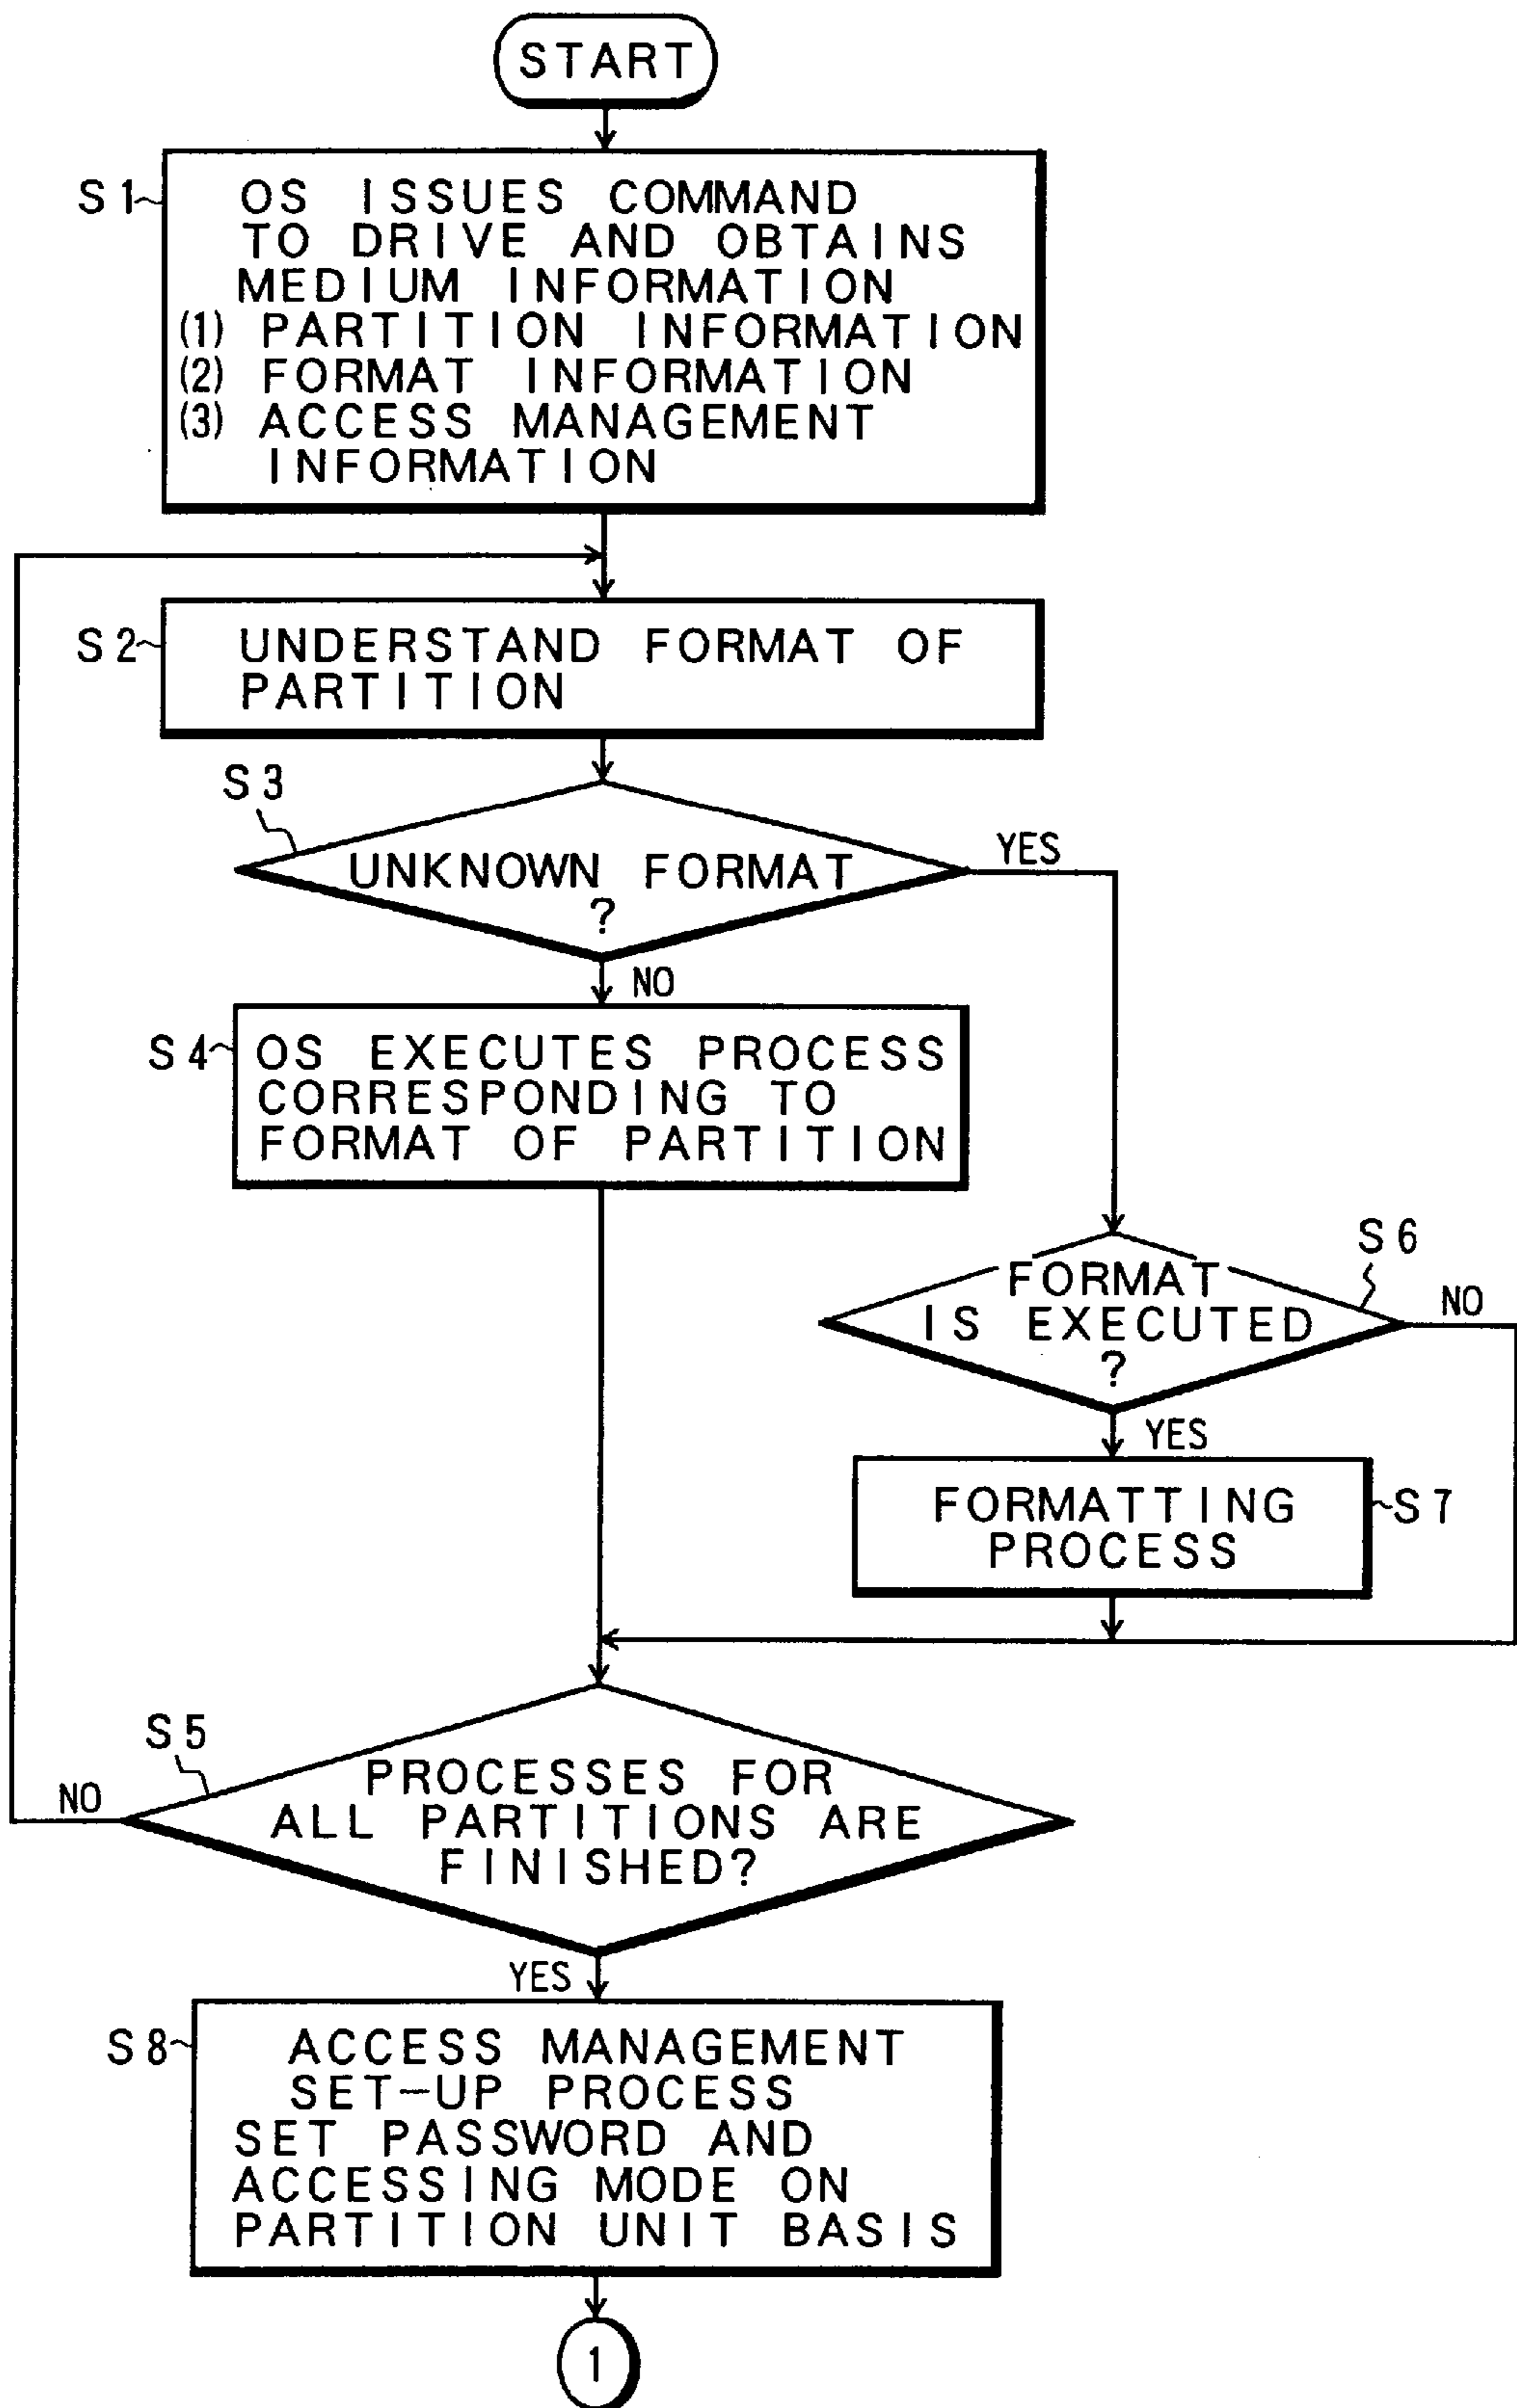 START
S1
OS ISSUES COMMAND
TO DRIVE AND OBTAINS
MEDIUM INFORMATION
(1) PARTITION INFORMATION
(2) FORMAT INFORMATION
(3) ACCESS MANAGEMENT
INFORMATION
S2
UNDERSTAND FORMAT OF
PARTITION
S3
UNKNOWN FORMAT
?
YES
NO
S4
OS EXECUTES PROCESS
CORRESPONDING TO
FORMAT OF PARTITION
S6
FORMAT
IS EXECUTED
?
NO
YES
FORMATTING
PROCESS
S7
S5
PROCESSES FOR
ALL PARTITIONS ARE
FINISHED?
NO
YES
S8
ACCESS MANAGEMENT
SET-UP PROCESS
SET PASSWORD AND
ACCESSING MODE ON
PARTITION UNIT BASIS
1